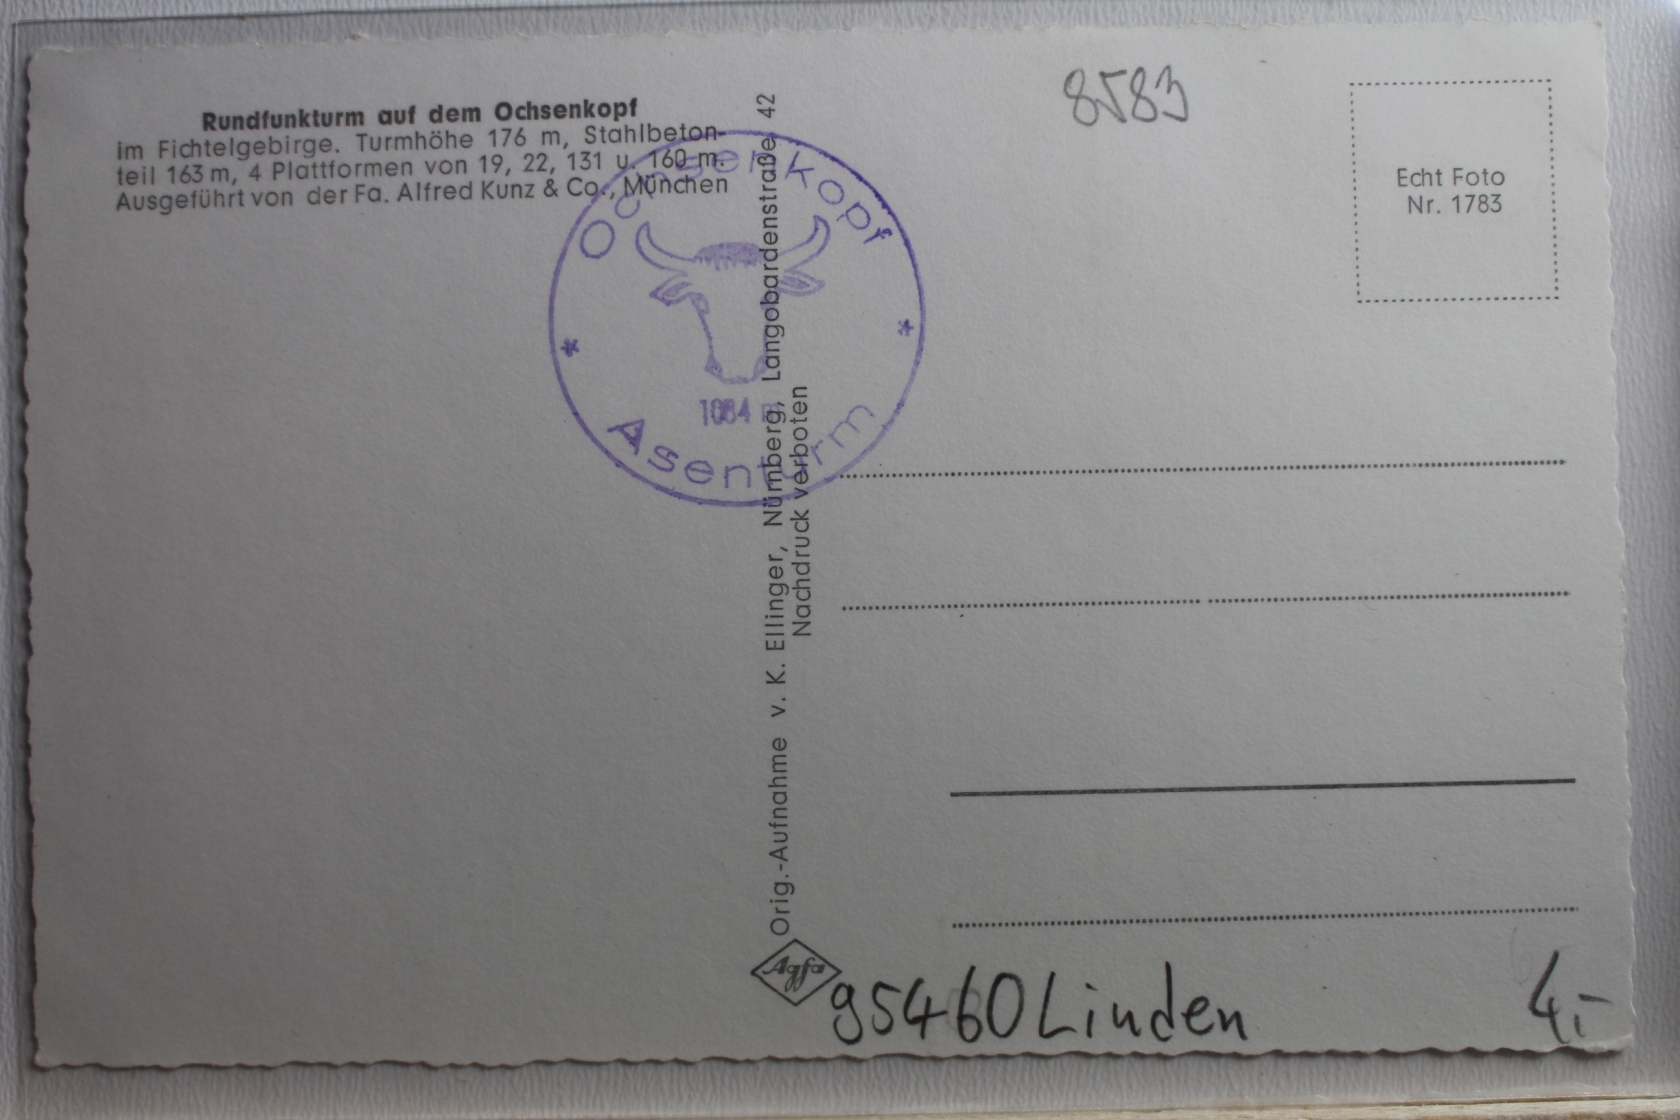 Rundfunkturm auf dem Ochsenkopf
im Fichtelgebirge. Turmhöhe 176 m, Stahlbeton-
teil 163 m, 4 Plattformen von 19, 22, 131 u. 160 m.
Ausgeführt von der Fa. Alfred Kunz & Co., München
Ochsenkopf
Asenturm
Orig.-Aufnahme v. K. Ellinger, Nürnberg, Langobardenstraße 42
Nachdruck verboten
Agfa
8583
Echt Foto
Nr. 1783
95460 Linden
4,-